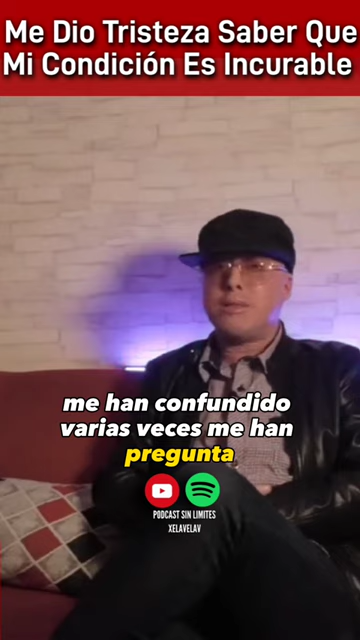 Me Dio Tristeza Saber Que
Mi Condición Es Incurable
me han confundido
varias veces me han
pregunta
PODCAST SIN LIMITES
XELAVELAV